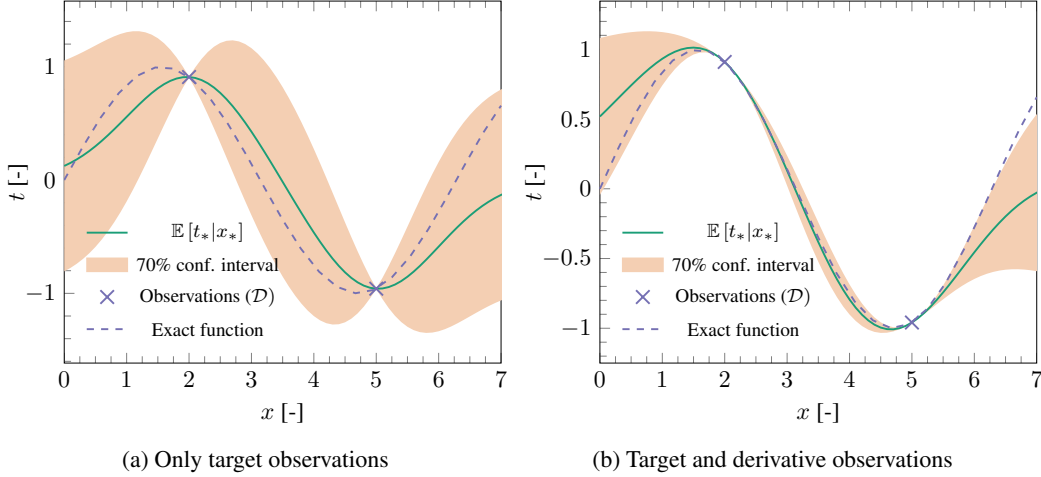 1
0
−1
t [-]
𝔼 [t∗|x∗]
70% conf. interval
Observations (𝒟)
Exact function
0 1 2 3 4 5 6 7
x [-]
(a) Only target observations
1
0.5
0
−0.5
−1
t [-]
𝔼 [t∗|x∗]
70% conf. interval
Observations (𝒟)
Exact function
0 1 2 3 4 5 6 7
x [-]
(b) Target and derivative observations